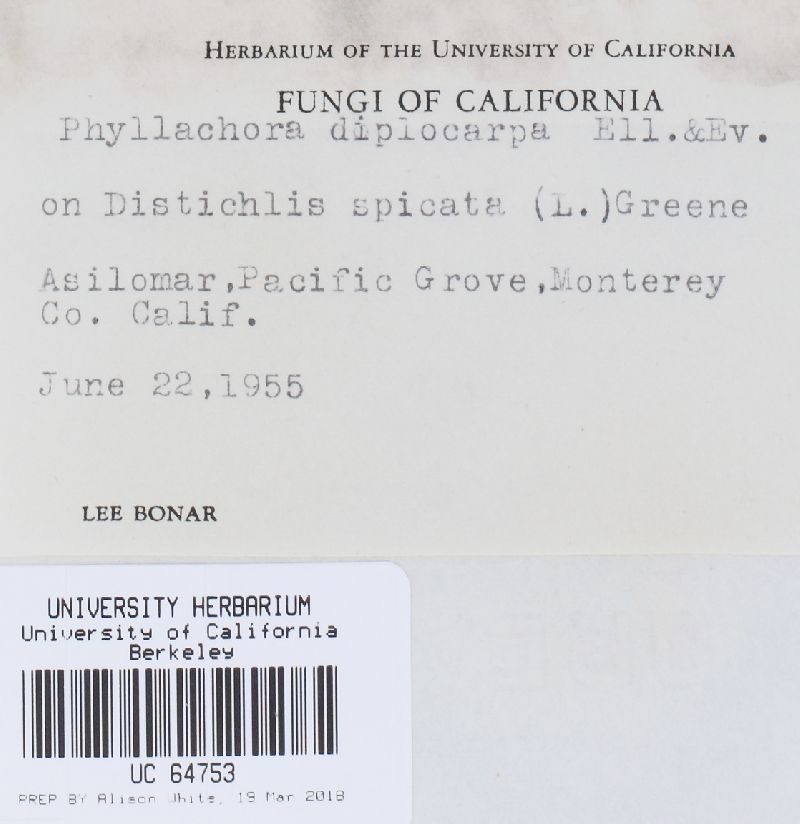 HERBARIUM OF THE UNIVERSITY OF CALIFORNIA
FUNGI OF CALIFORNIA
Phyllachora diplocarpa Ell.&Ev.
on Distichlis spicata (L.)Greene
Asilomar,Pacific Grove,Monterey
Co. Calif.
June 22,1955
LEE BONAR
UNIVERSITY HERBARIUM
University of California
Berkeley
UC 64753
PREP BY Alison White, 19 Mar 2018